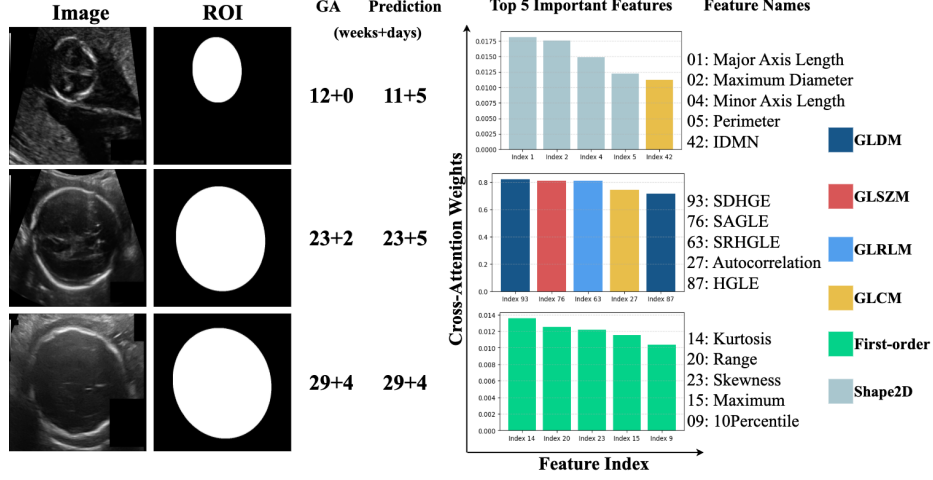 Image
ROI
GA
Prediction
(weeks+days)
Top 5 Important Features
Feature Names
12+0
11+5
23+2
23+5
29+4
29+4
Cross-Attention Weights
0.0175
0.0150
0.0125
0.0100
0.0075
0.0050
0.0025
0.0000
Index 1
Index 2
Index 4
Index 5
Index 42
01: Major Axis Length
02: Maximum Diameter
04: Minor Axis Length
05: Perimeter
42: IDMN
0.8
0.6
0.4
0.2
0.0
Index 93
Index 76
Index 63
Index 27
Index 87
93: SDHGE
76: SAGLE
63: SRHGLE
27: Autocorrelation
87: HGLE
0.014
0.012
0.010
0.008
0.006
0.004
0.002
0.000
Index 14
Index 20
Index 23
Index 15
Index 9
14: Kurtosis
20: Range
23: Skewness
15: Maximum
09: 10Percentile
Feature Index
GLDM
GLSZM
GLRLM
GLCM
First-order
Shape2D